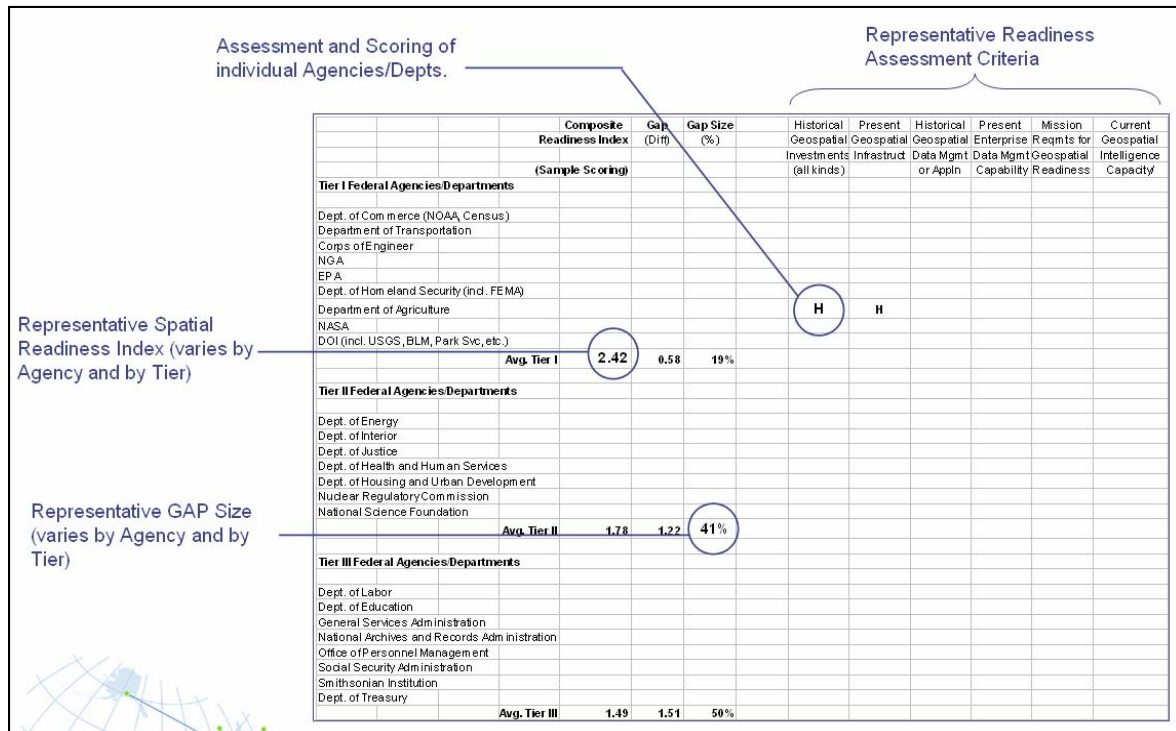 Assessment and Scoring of
individual Agencies/Depts.
Representative Readiness
Assessment Criteria
Composite Gap Gap Size Historical Present Historical Present Mission Current
Readiness Index (Diff) (%) Geospatial Geospatial Geospatial Enterprise Reqmts for Geospatial
Investments Infrastruct Data Mgmt Data Mgmt Geospatial Intelligence
(Sample Scoring) (all kinds) or Appln Capability Readiness Capacity/
Tier I Federal Agencies/Departments
Dept. of Commerce (NOAA, Census)
Department of Transportation
Corps of Engineer
NGA
EPA
Dept. of Homeland Security (incl. FEMA)
Department of Agriculture H H
NASA
DOI (incl. USGS, BLM, Park Svc, etc.)
Avg. Tier I 2.42 0.58 19%
Representative Spatial
Readiness Index (varies by
Agency and by Tier)
Tier II Federal Agencies/Departments
Dept. of Energy
Dept. of Interior
Dept. of Justice
Dept. of Health and Human Services
Dept. of Housing and Urban Development
Nuclear Regulatory Commission
National Science Foundation
Avg. Tier II 1.78 1.22 41%
Representative GAP Size
(varies by Agency and by
Tier)
Tier III Federal Agencies/Departments
Dept. of Labor
Dept. of Education
General Services Administration
National Archives and Records Administration
Office of Personnel Management
Social Security Administration
Smithsonian Institution
Dept. of Treasury
Avg. Tier III 1.49 1.51 50%